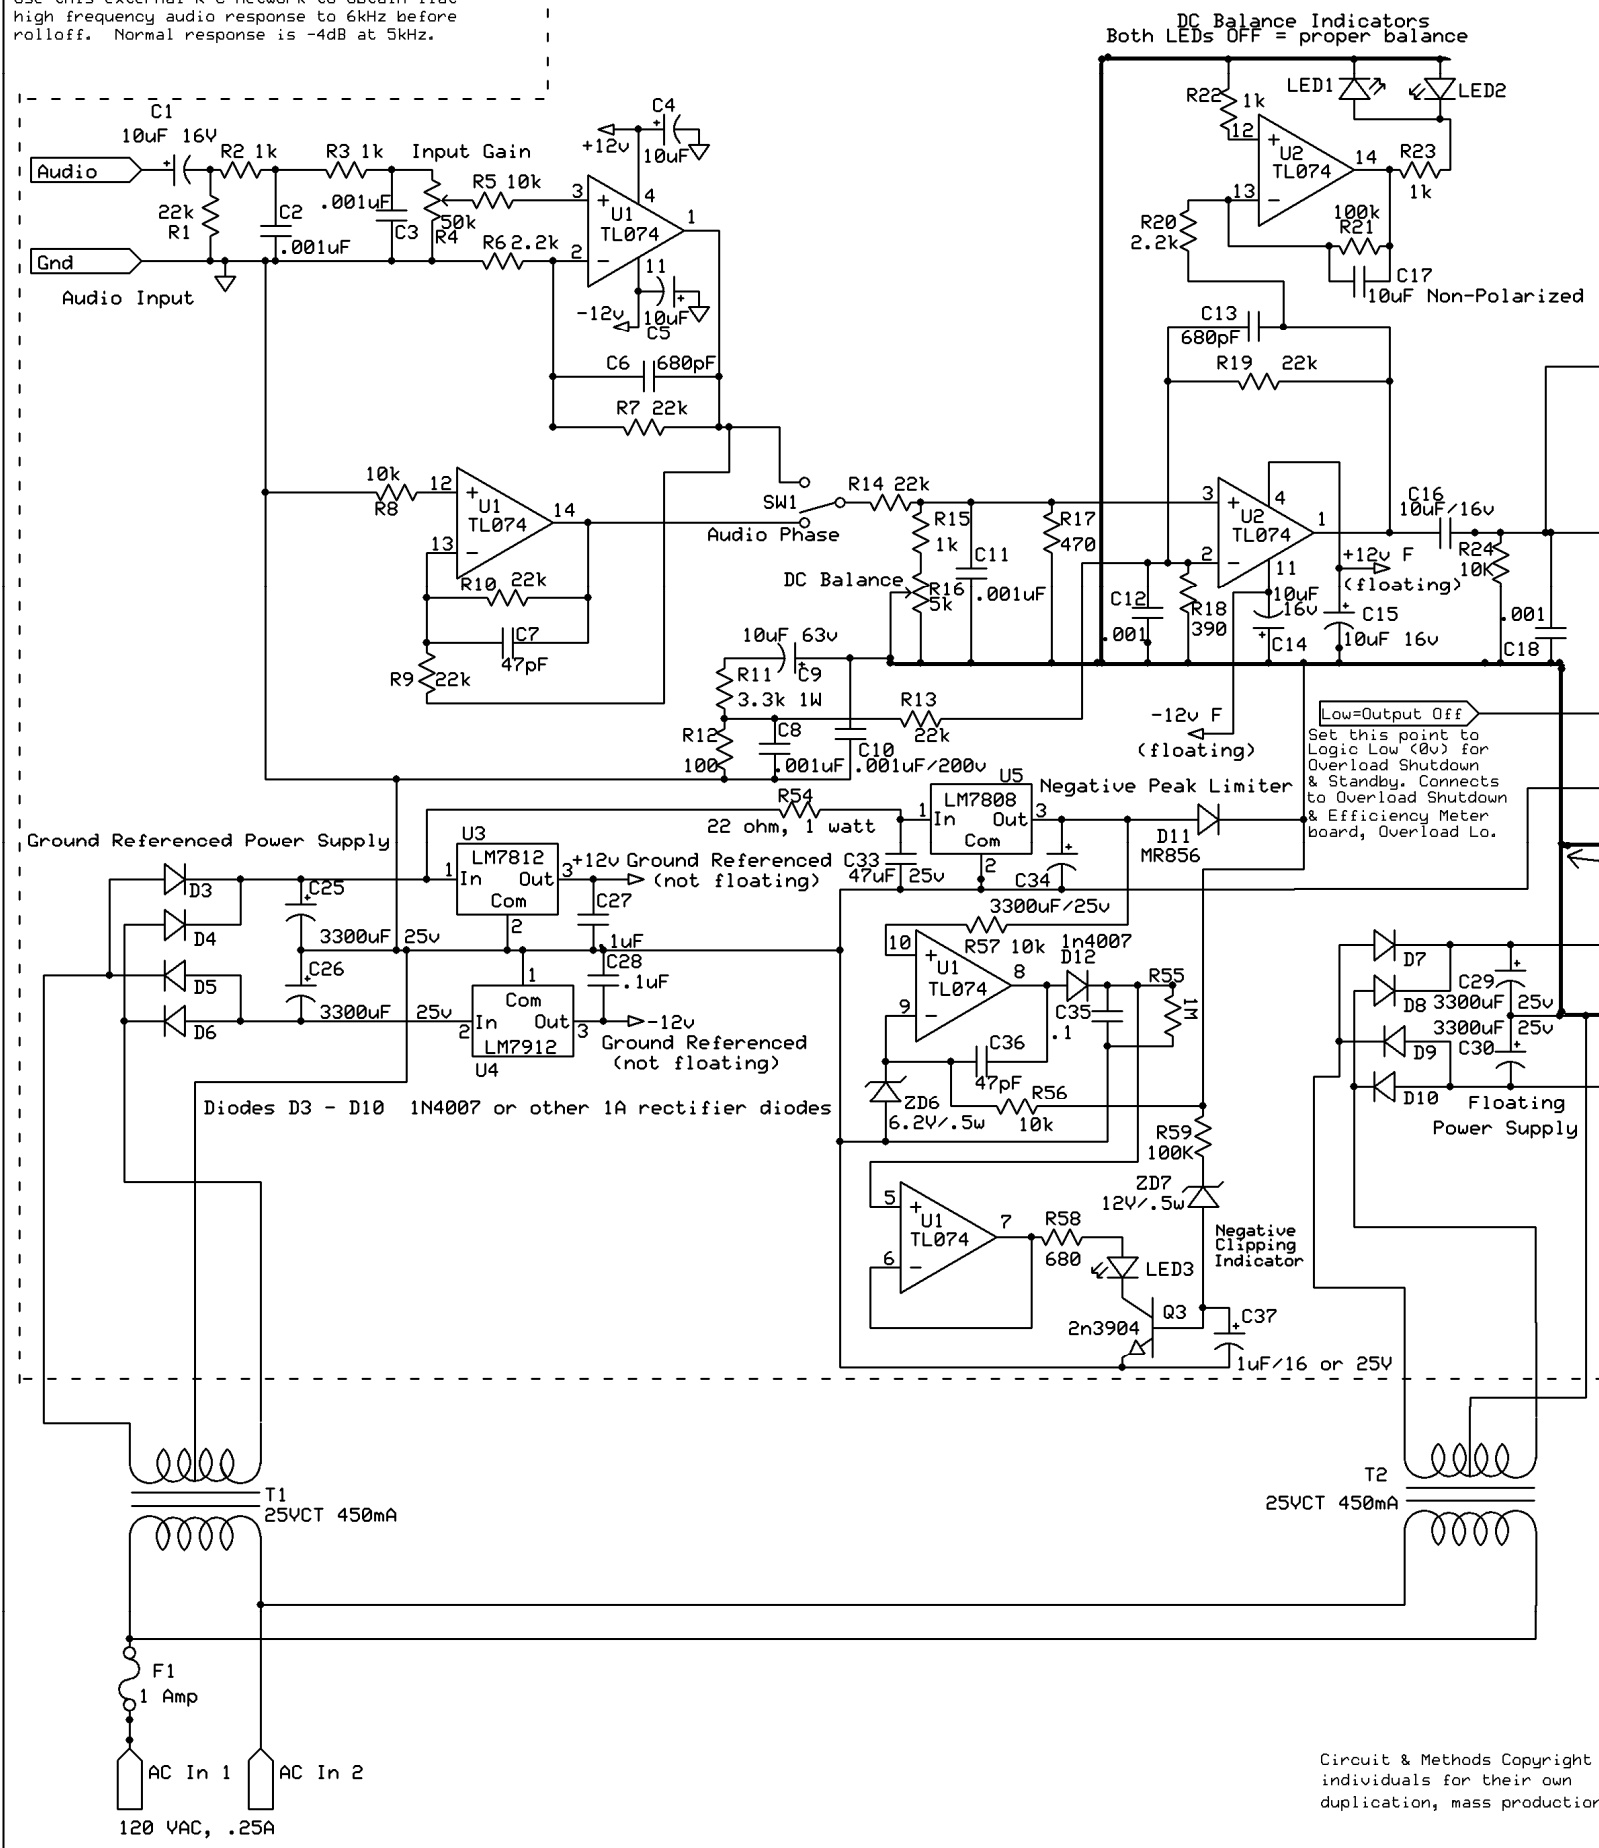 high frequency audio response to 6kHz before
rolloff.  Normal response is -4dB at 5kHz.
DC Balance Indicators
Both LEDs OFF = proper balance
C1
10uF 16V
+
Audio
R2 1k
R3 1k
22k
R1
C2
.001uF
.001uF
C3
Input Gain
50k
R4
Gnd
Audio Input
R5 10k
R6 2.2k
C4
+
+12v
10uF
3
+
4
U1
TL074
1
2
-
11
-12v
10uF
+
C5
C6
680pF
R7 22k
R22
1k
LED1
LED2
12
+
U2
TL074
14
R23
1k
13
-
R20
2.2k
100k
R21
C17
10uF Non-Polarized
C13
680pF
R19
22k
10k
R8
12
+
U1
TL074
14
13
-
R10
22k
C7
47pF
R9
22k
SW1
Audio Phase
R14 22k
R15
1k
DC Balance
R16
5k
C11
.001uF
R17
470
3
+
4
U2
TL074
1
2
-
11
C12
.001
R18
390
10uF
16v
+
C14
+
C15
10uF 16v
+12v F
(floating)
C16
10uF/16v
R24
10K
.001
C18
10uF 63v
+
C9
R11
3.3k 1W
R12
100
C8
.001uF
C10
.001uF/200v
R13
22k
-12v F
(floating)
Low=Output Off
Set this point to
Logic Low (0v) for
Overload Shutdown
& Standby. Connects
to Overload Shutdown
& Efficiency Meter
board, Overload Lo.
R54
22 ohm, 1 watt
U5
LM7808
1
In
Out
3
Com
2
Negative Peak Limiter
D11
MR856
C33
47uF 25v
+
C34
3300uF/25v
Ground Referenced Power Supply
D3
D4
D5
D6
C25
+
3300uF 25v
C26
+
3300uF  25v
U3
LM7812
1
In
Out
3
Com
2
+12v Ground Referenced
(not floating)
C27
.1uF
C28
.1uF
1
Com
In
Out
2
3
LM7912
U4
-12v
Ground Referenced
(not floating)
Diodes D3 - D10  1N4007 or other 1A rectifier diodes
R57 10k
10
+
U1
TL074
8
9
-
1n4007
D12
R55
1M
C35
.1
C36
47pF
ZD6
6.2V/.5w
R56
10k
R59
100K
ZD7
12V/.5w
5
+
U1
TL074
7
6
-
R58
680
LED3
Negative
Clipping
Indicator
Q3
2n3904
+
C37
1uF/16 or 25V
D7
D8
D9
D10
+
C29
3300uF 25v
3300uF 25v
C30
+
Floating
Power Supply
T1
25VCT 450mA
T2
25VCT 450mA
F1
1 Amp
AC In 1
AC In 2
120 VAC, .25A
Circuit & Methods Copyright
individuals for their own
duplication, mass production